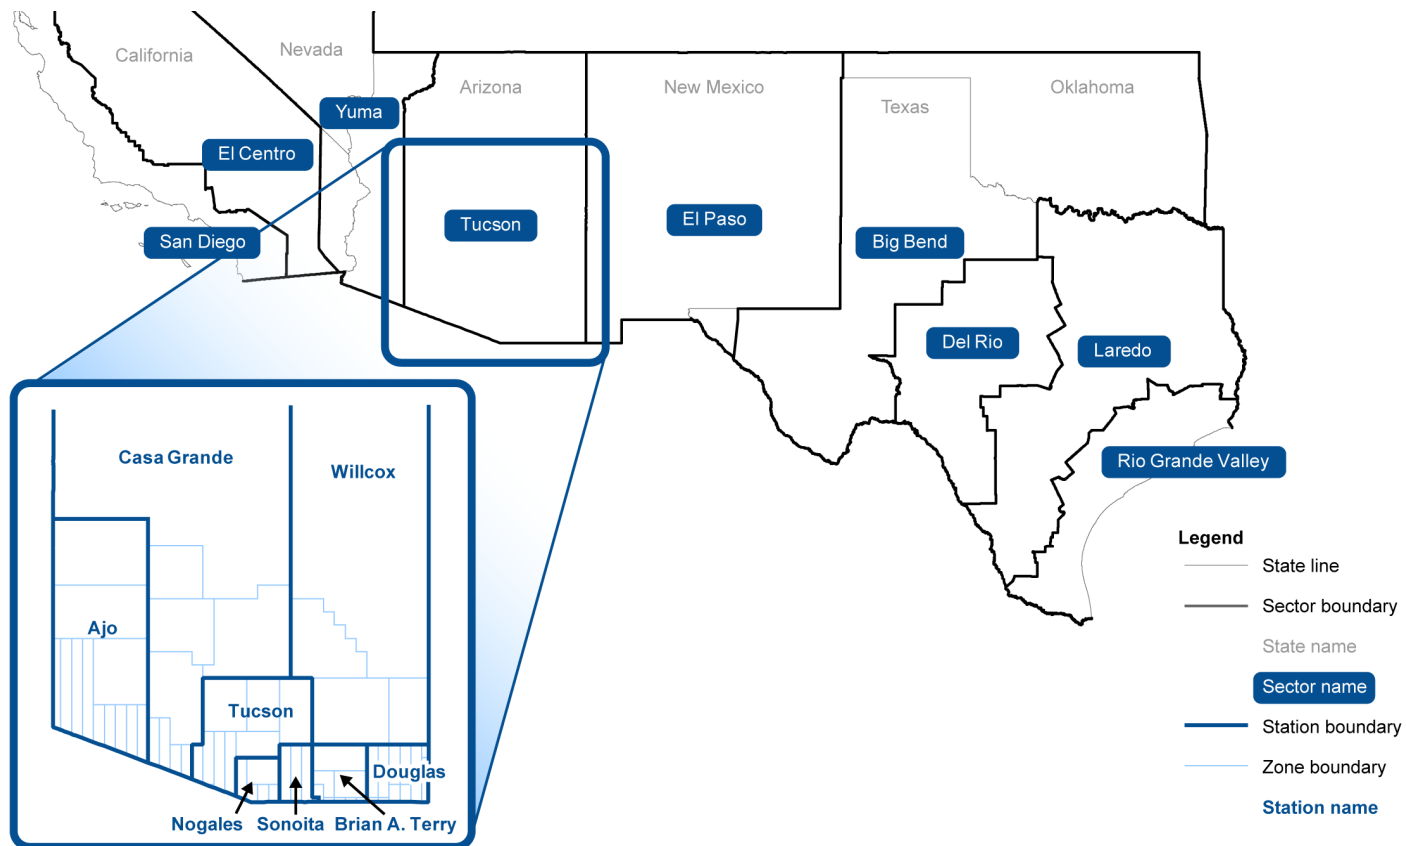 California
Nevada
Arizona
New Mexico
Texas
Oklahoma
Yuma
El Centro
San Diego
Tucson
El Paso
Big Bend
Del Rio
Laredo
Rio Grande Valley
Casa Grande
Willcox
Ajo
Tucson
Douglas
Nogales
Sonoita
Brian A. Terry
Legend
State line
Sector boundary
State name
Sector name
Station boundary
Zone boundary
Station name